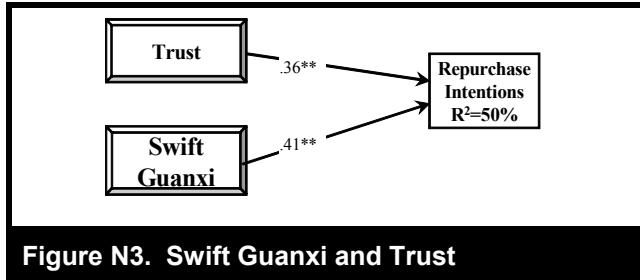 Trust
.36**
Repurchase
Intentions
R²=50%
Swift
Guanxi
.41**
Figure N3. Swift Guanxi and Trust